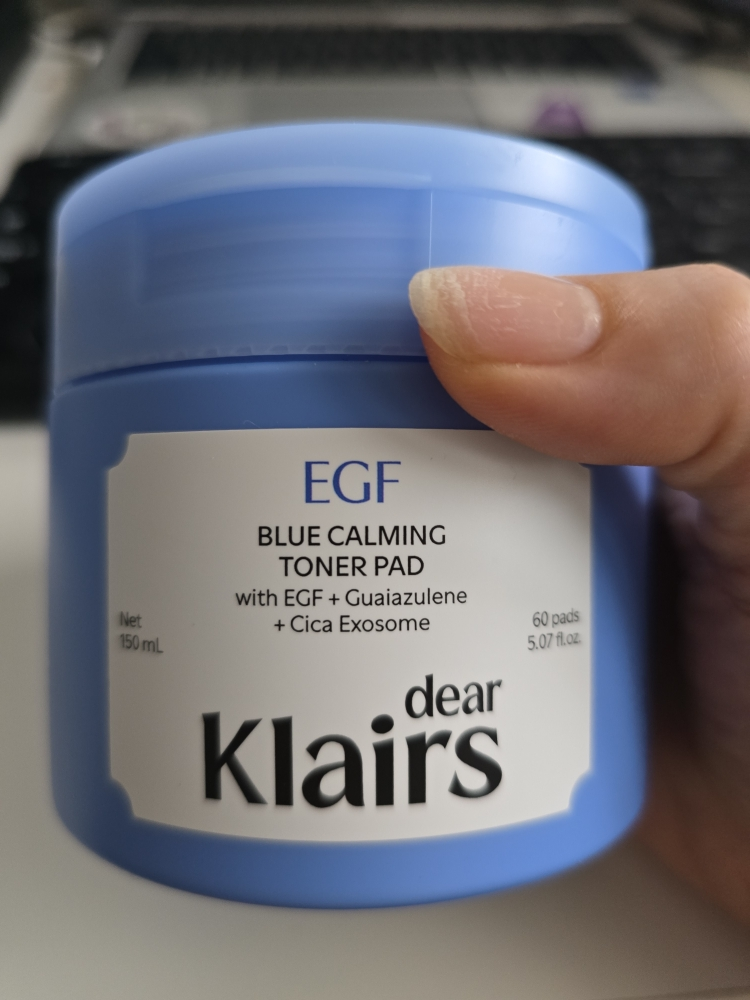 EGF
BLUE CALMING
TONER PAD
with EGF + Guaiazulene
+ Cica Exosome
Net
150 mL
60 pads
5.07 fl.oz.
dear
Klairs